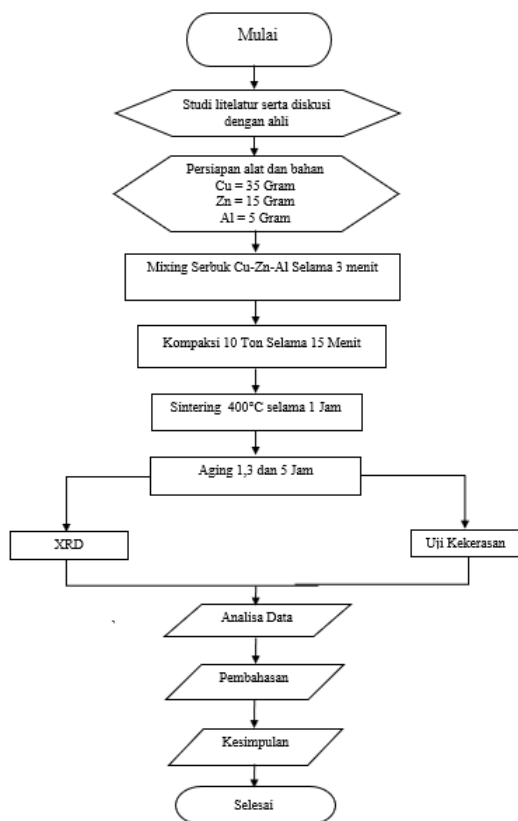 Mulai
Studi litelatur serta diskusi
dengan ahli
Persiapan alat dan bahan
Cu = 35 Gram
Zn = 15 Gram
Al = 5 Gram
Mixing Serbuk Cu-Zn-Al Selama 3 menit
Kompaksi 10 Ton Selama 15 Menit
Sintering 400°C selama 1 Jam
Aging 1,3 dan 5 Jam
XRD
Uji Kekerasan
Analisa Data
Pembahasan
Kesimpulan
Selesai